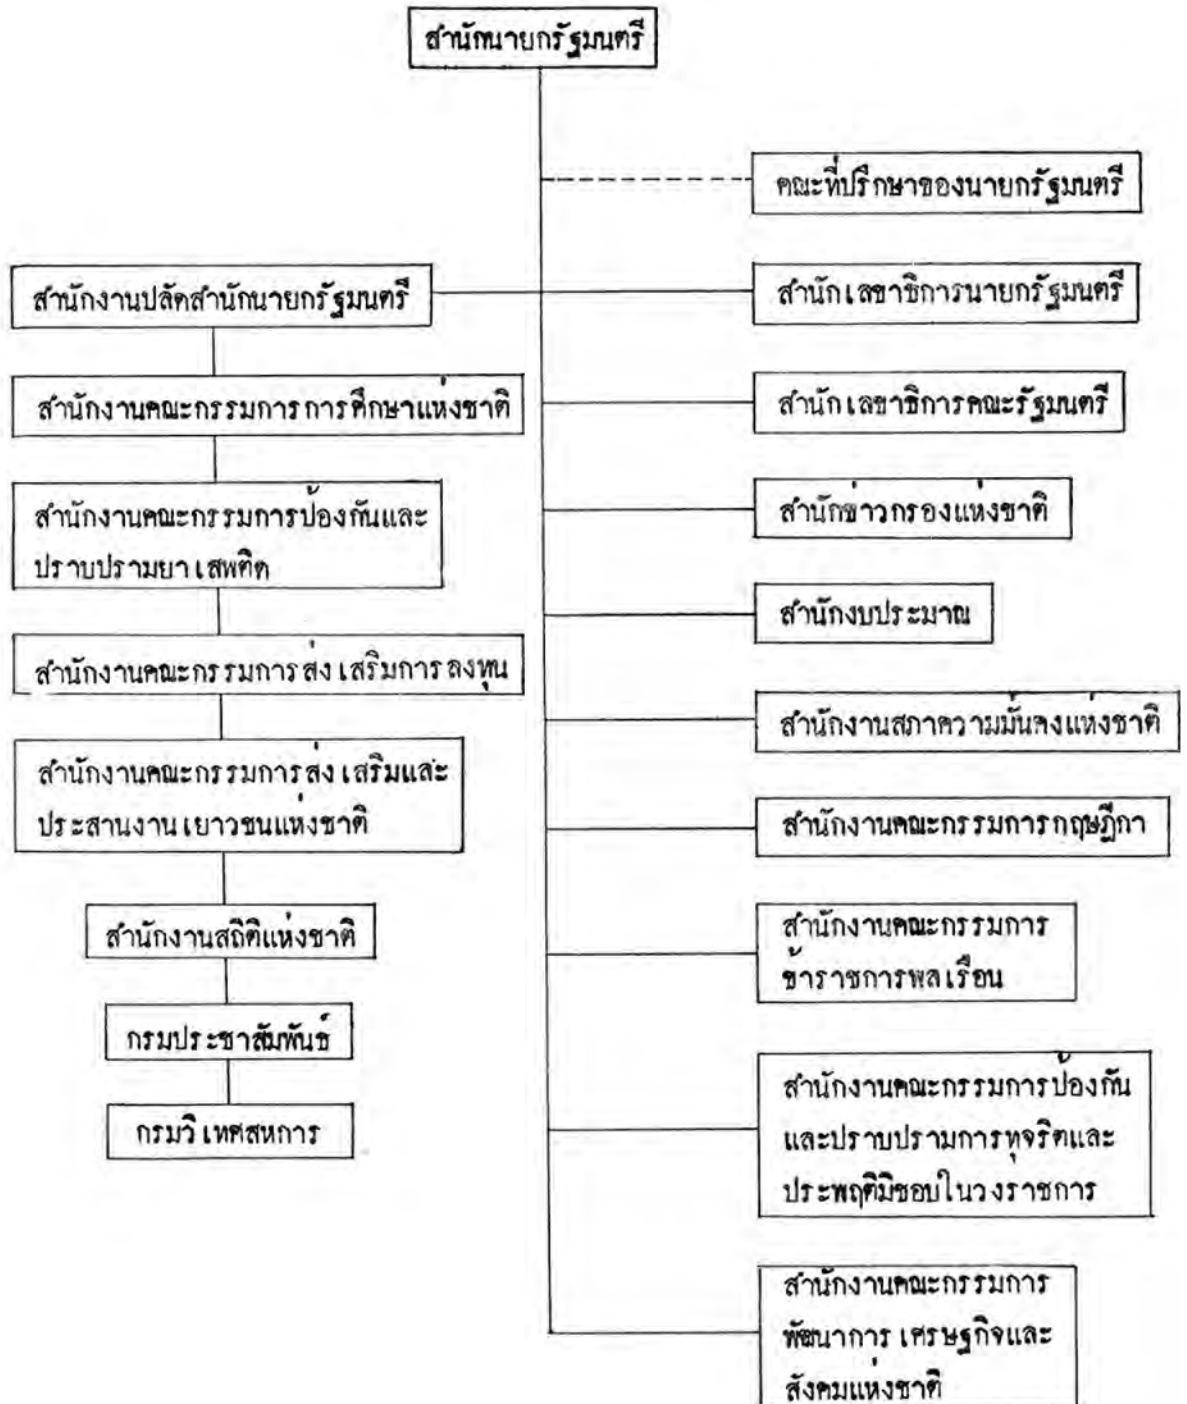 สำนักนายกรัฐมนตรี
คณะที่ปรึกษาของนายกรัฐมนตรี
สำนักงานปลัดสำนักนายกรัฐมนตรี
สำนักเลขาธิการนายกรัฐมนตรี
สำนักงานคณะกรรมการการศึกษาแห่งชาติ
สำนักเลขาธิการคณะรัฐมนตรี
สำนักงานคณะกรรมการป้องกันและ
ปราบปรามยาเสพติด
สำนักข่าวกรองแห่งชาติ
สำนักงบประมาณ
สำนักงานคณะกรรมการส่งเสริมการลงทุน
สำนักงานสภาความมั่นคงแห่งชาติ
สำนักงานคณะกรรมการส่งเสริมและ
ประสานงานเยาวชนแห่งชาติ
สำนักงานคณะกรรมการกฤษฎีกา
สำนักงานสถิติแห่งชาติ
สำนักงานคณะกรรมการ
ข้าราชการพลเรือน
กรมประชาสัมพันธ์
กรมวิเทศสหการ
สำนักงานคณะกรรมการป้องกัน
และปราบปรามการทุจริตและ
ประพฤติมิชอบในวงราชการ
สำนักงานคณะกรรมการ
พัฒนาการเศรษฐกิจและ
สังคมแห่งชาติ